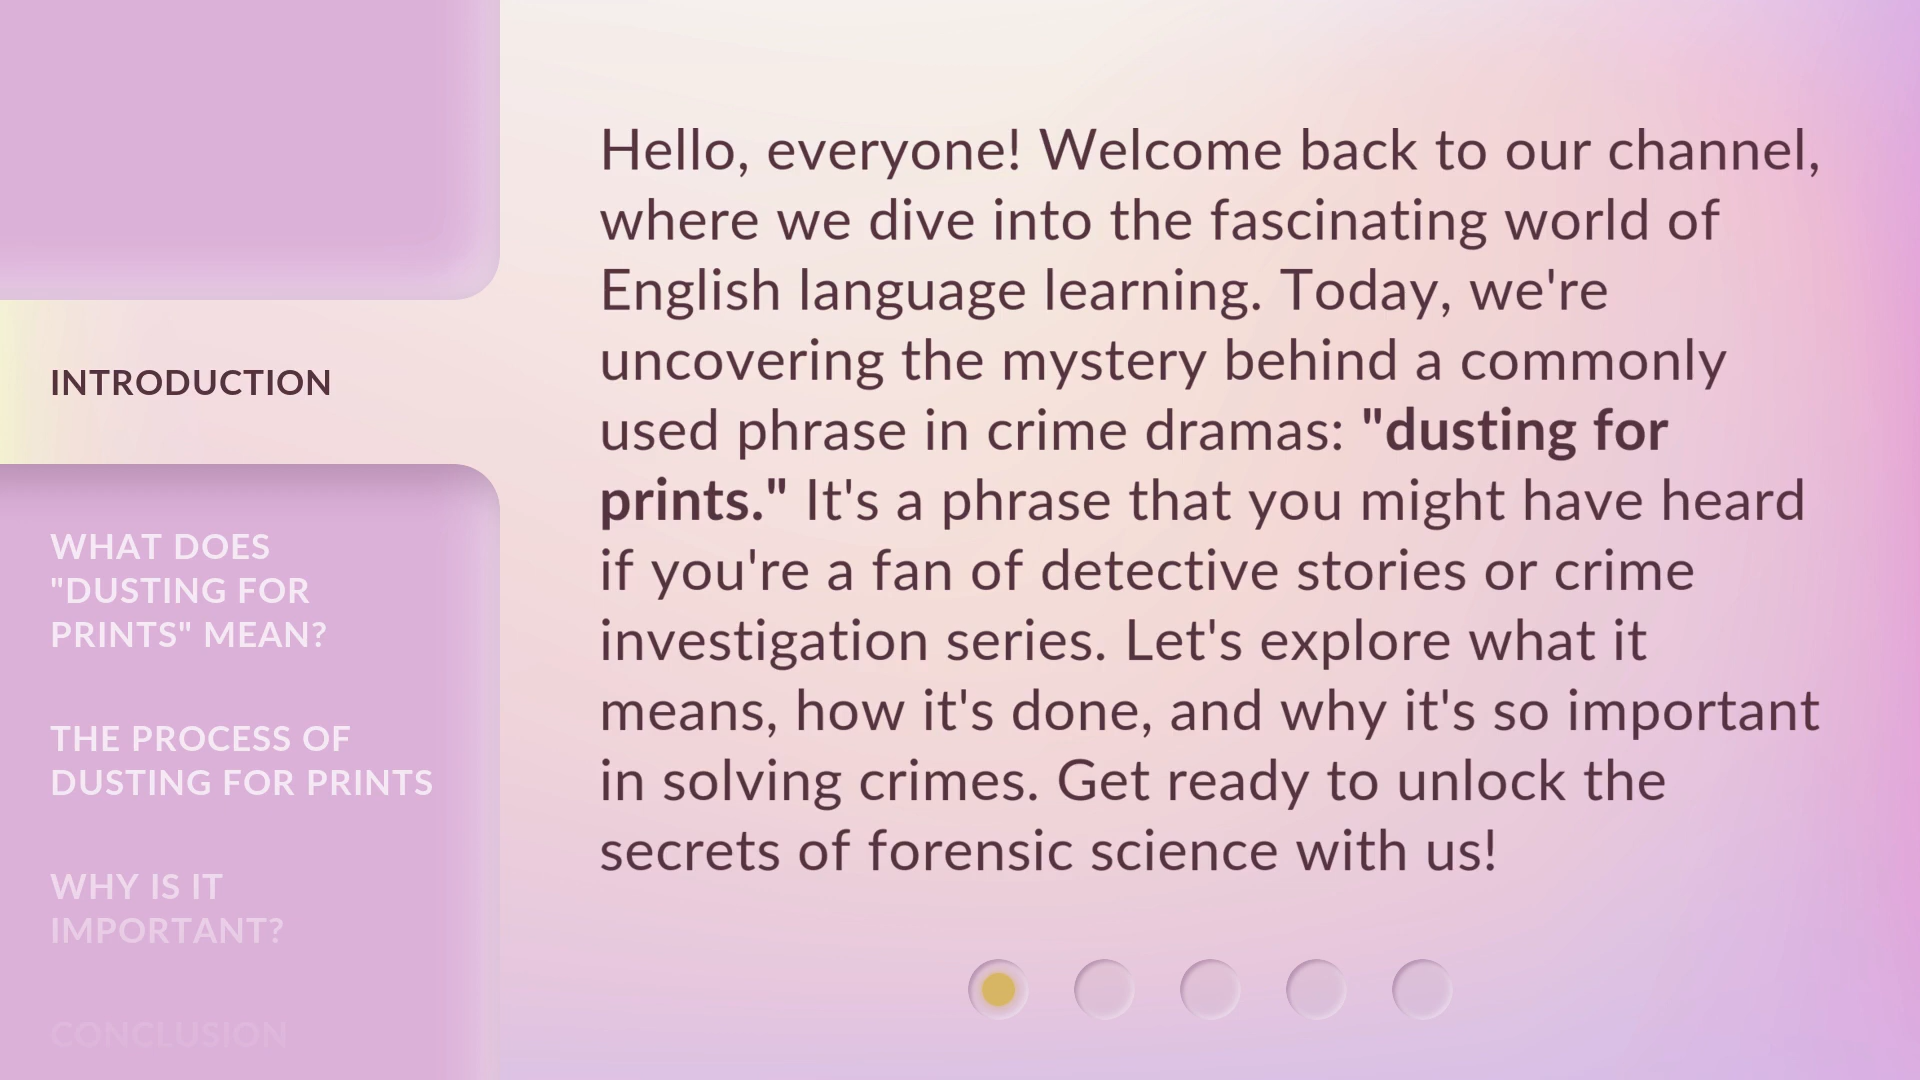 INTRODUCTION
WHAT DOES
"DUSTING FOR
PRINTS" MEAN?
THE PROCESS OF
DUSTING FOR PRINTS
WHY IS IT
IMPORTANT?
CONCLUSION
Hello, everyone! Welcome back to our channel,
where we dive into the fascinating world of
English language learning. Today, we're
uncovering the mystery behind a commonly
used phrase in crime dramas: "dusting for
prints." It's a phrase that you might have heard
if you're a fan of detective stories or crime
investigation series. Let's explore what it
means, how it's done, and why it's so important
in solving crimes. Get ready to unlock the
secrets of forensic science with us!